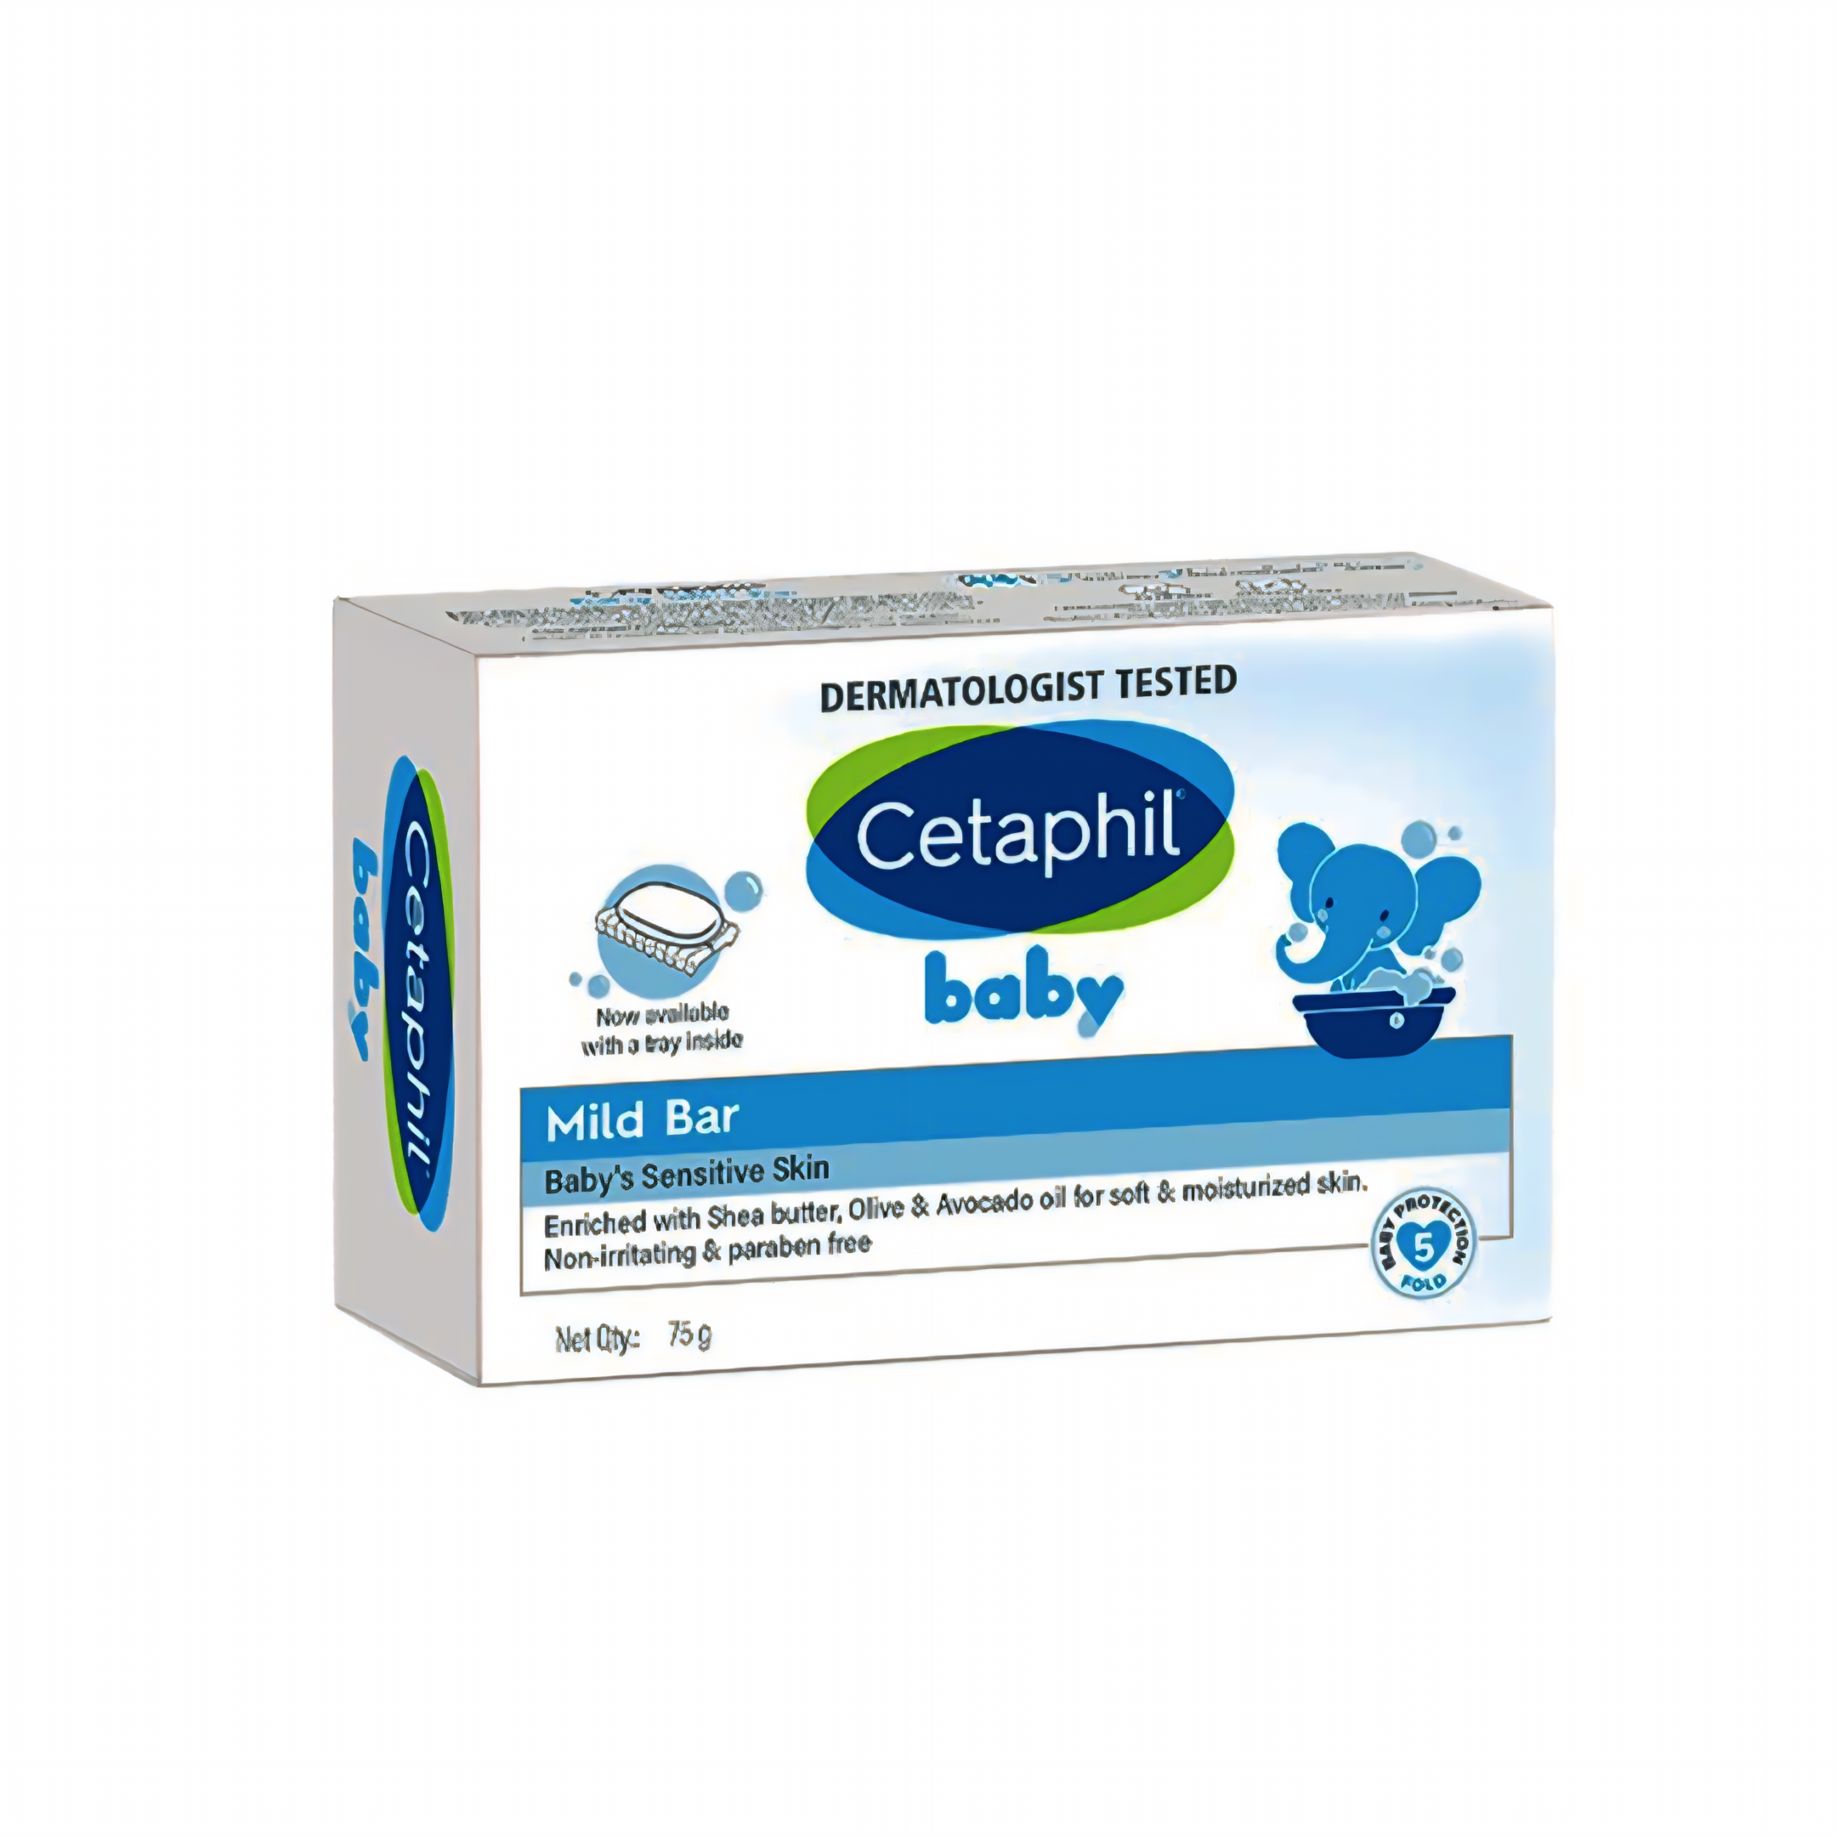 DERMATOLOGIST TESTED
Cetaphil
baby
Now available
with a tray inside
Mild Bar
Baby's Sensitive Skin
Enriched with Shea butter, Olive & Avocado oil for soft & moisturized skin.
Non-irritating & paraben free
BABY PROTECTION
5
FOLD
Net Qty: 75 g
Cetaphil
baby